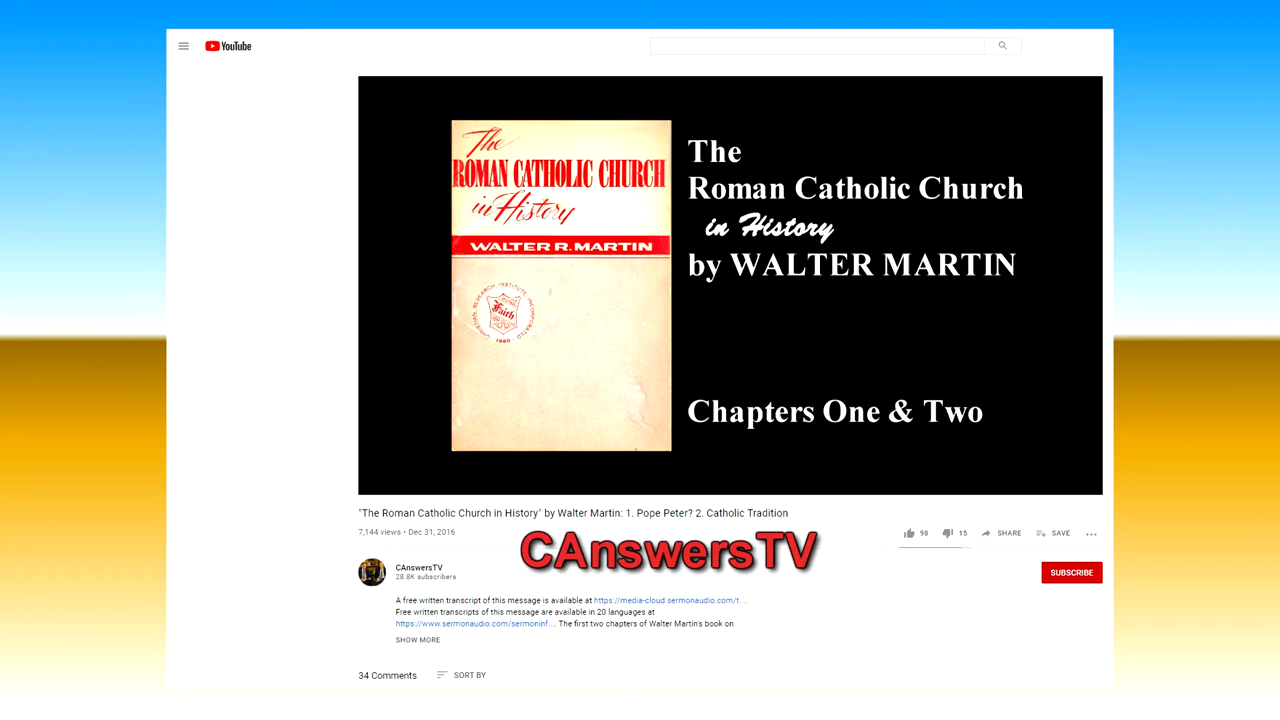 YouTube
The
ROMAN CATHOLIC CHURCH
in History
WALTER R. MARTIN
CHRISTIAN RESEARCH INSTITUTE, INCORPORATED · 1960 ·
Faith
The
Roman Catholic Church
in History
by WALTER MARTIN
Chapters One & Two
"The Roman Catholic Church in History" by Walter Martin: 1. Pope Peter? 2. Catholic Tradition
7,144 views • Dec 31, 2016
98 15 SHARE SAVE
CAnswersTV
CAnswersTV
28.8K subscribers
SUBSCRIBE
A free written transcript of this message is available at https://media-cloud.sermonaudio.com/t....
Free written transcripts of this message are available in 20 languages at
https://www.sermonaudio.com/sermoninf.... The first two chapters of Walter Martin's book on
SHOW MORE
34 Comments SORT BY